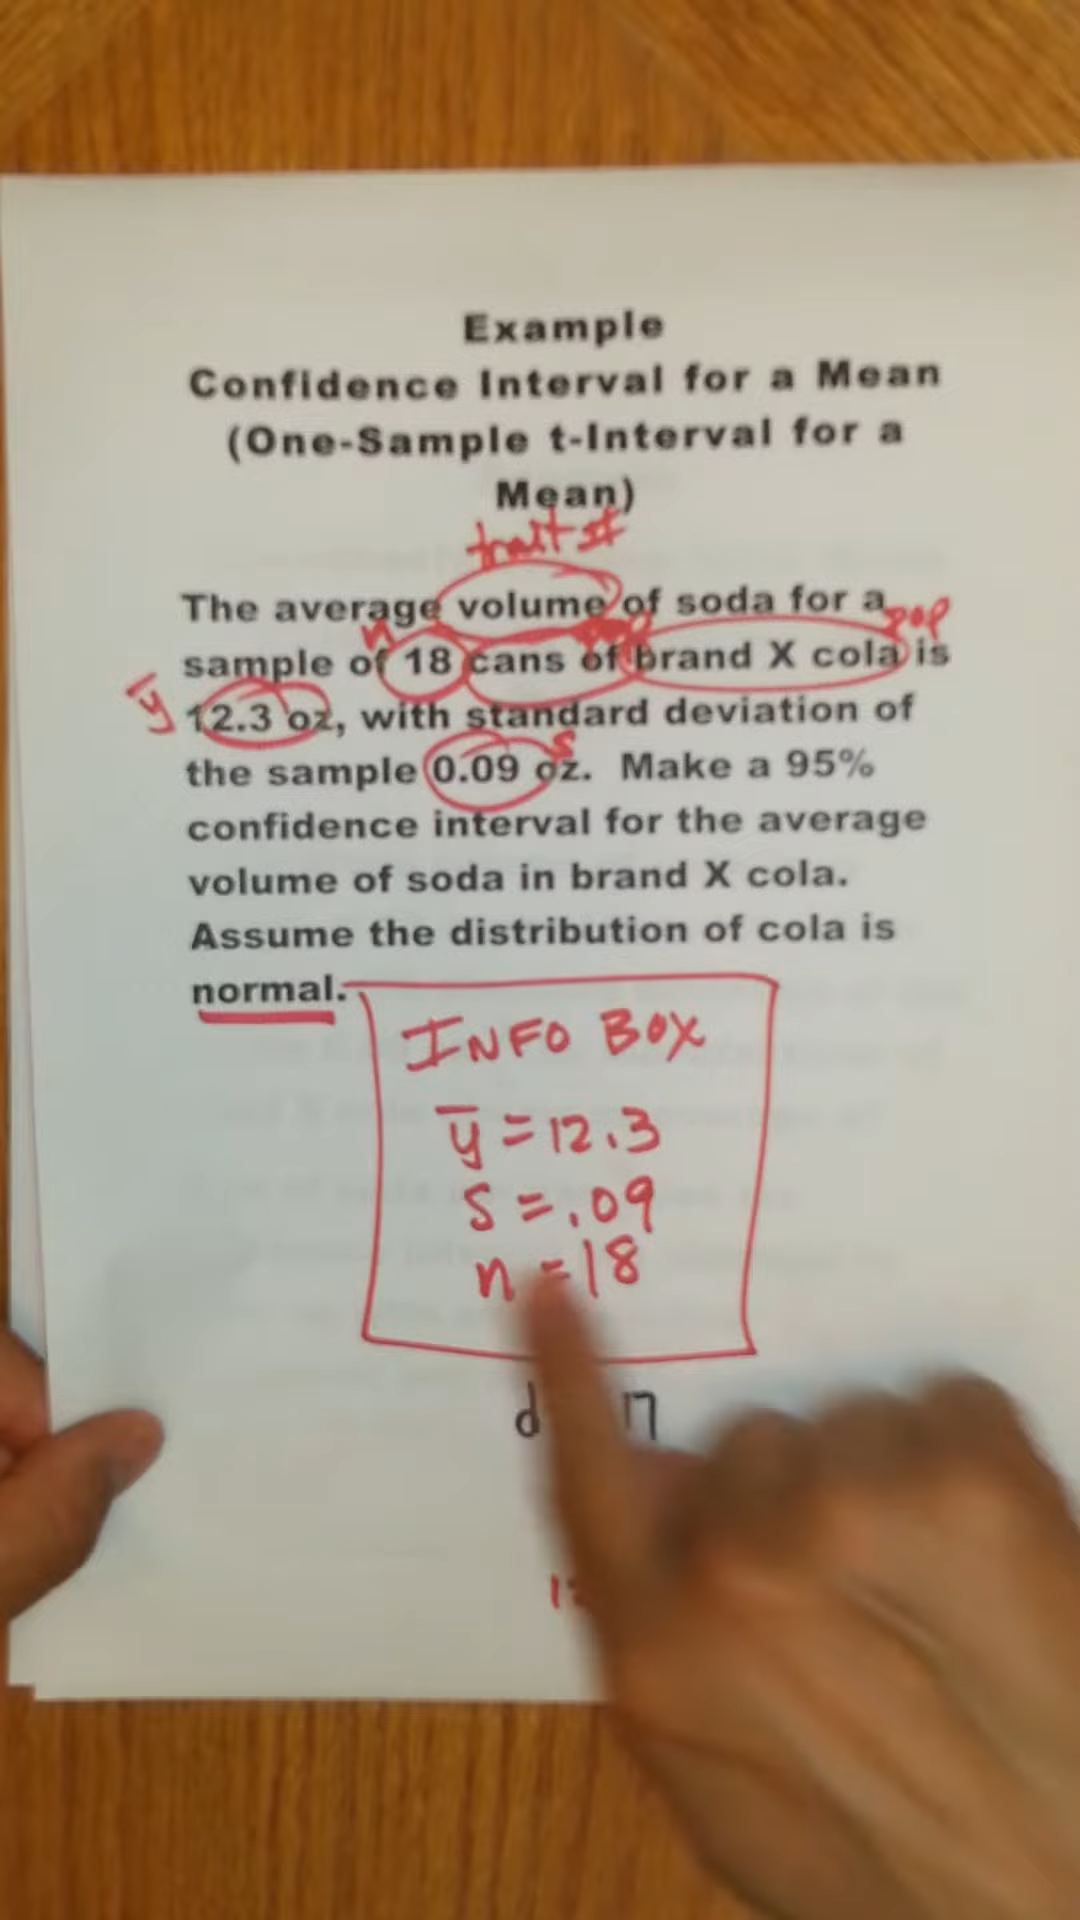 Example
Confidence Interval for a Mean
(One-Sample t-Interval for a
Mean)
trait
The average volume of soda for a
n pop
sample of 18 cans of brand X cola is
ȳ
12.3 oz, with standard deviation of
s
the sample 0.09 oz. Make a 95%
confidence interval for the average
volume of soda in brand X cola.
Assume the distribution of cola is
normal.
INFO BOX
ȳ = 12.3
S = .09
n = 18
d 17